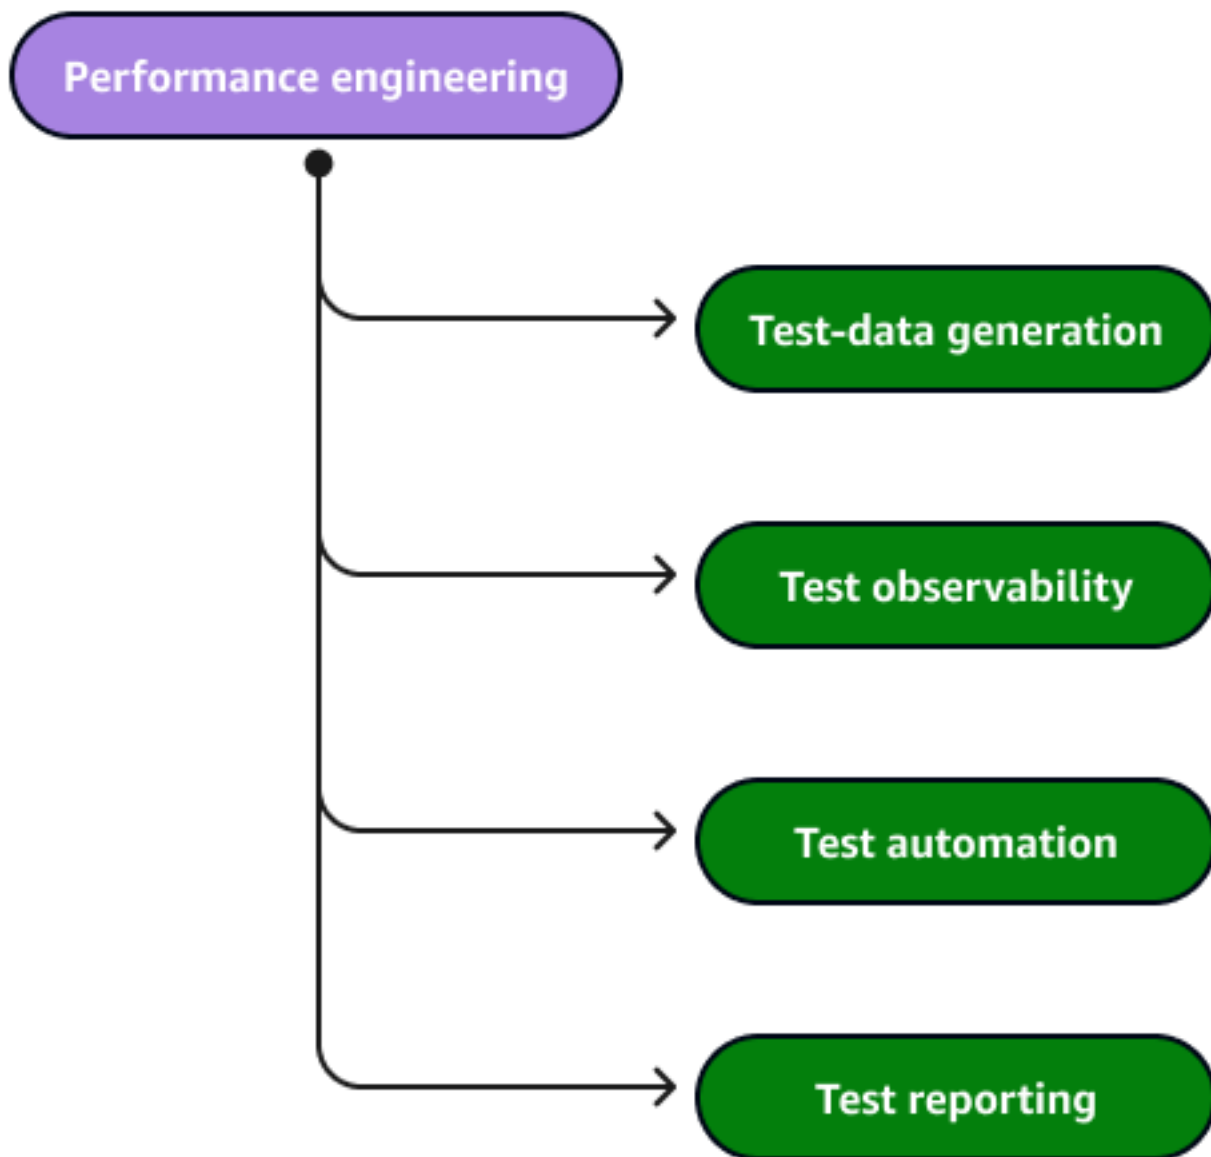 Performance engineering
Test-data generation
Test observability
Test automation
Test reporting